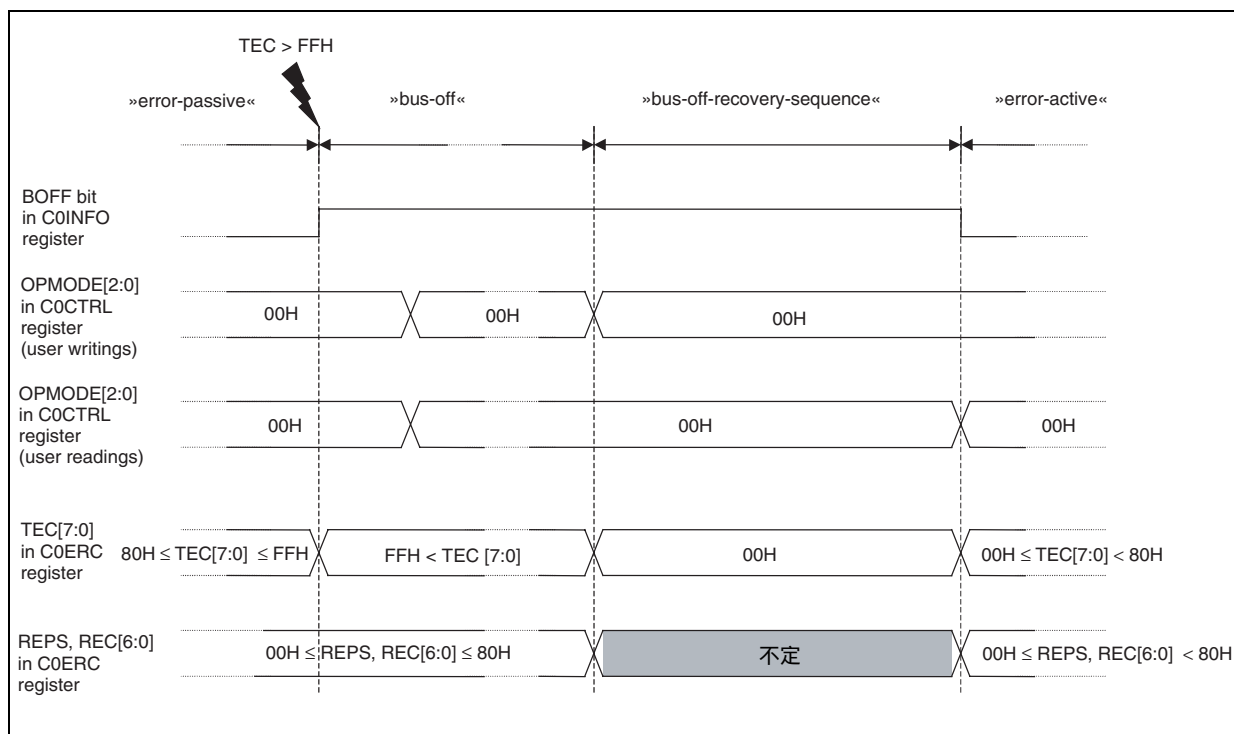 TEC > FFH
»error-passive«
»bus-off«
»bus-off-recovery-sequence«
»error-active«
BOFF bit
in C0INFO
register
OPMODE[2:0]
in C0CTRL
register
(user writings)
00H
00H
00H
OPMODE[2:0]
in C0CTRL
register
(user readings)
00H
00H
00H
TEC[7:0]
in C0ERC
register
80H ≤ TEC[7:0] ≤ FFH
FFH < TEC [7:0]
00H
00H ≤ TEC[7:0] < 80H
REPS, REC[6:0]
in C0ERC
register
00H ≤ REPS, REC[6:0] ≤ 80H
不定
00H ≤ REPS, REC[6:0] < 80H